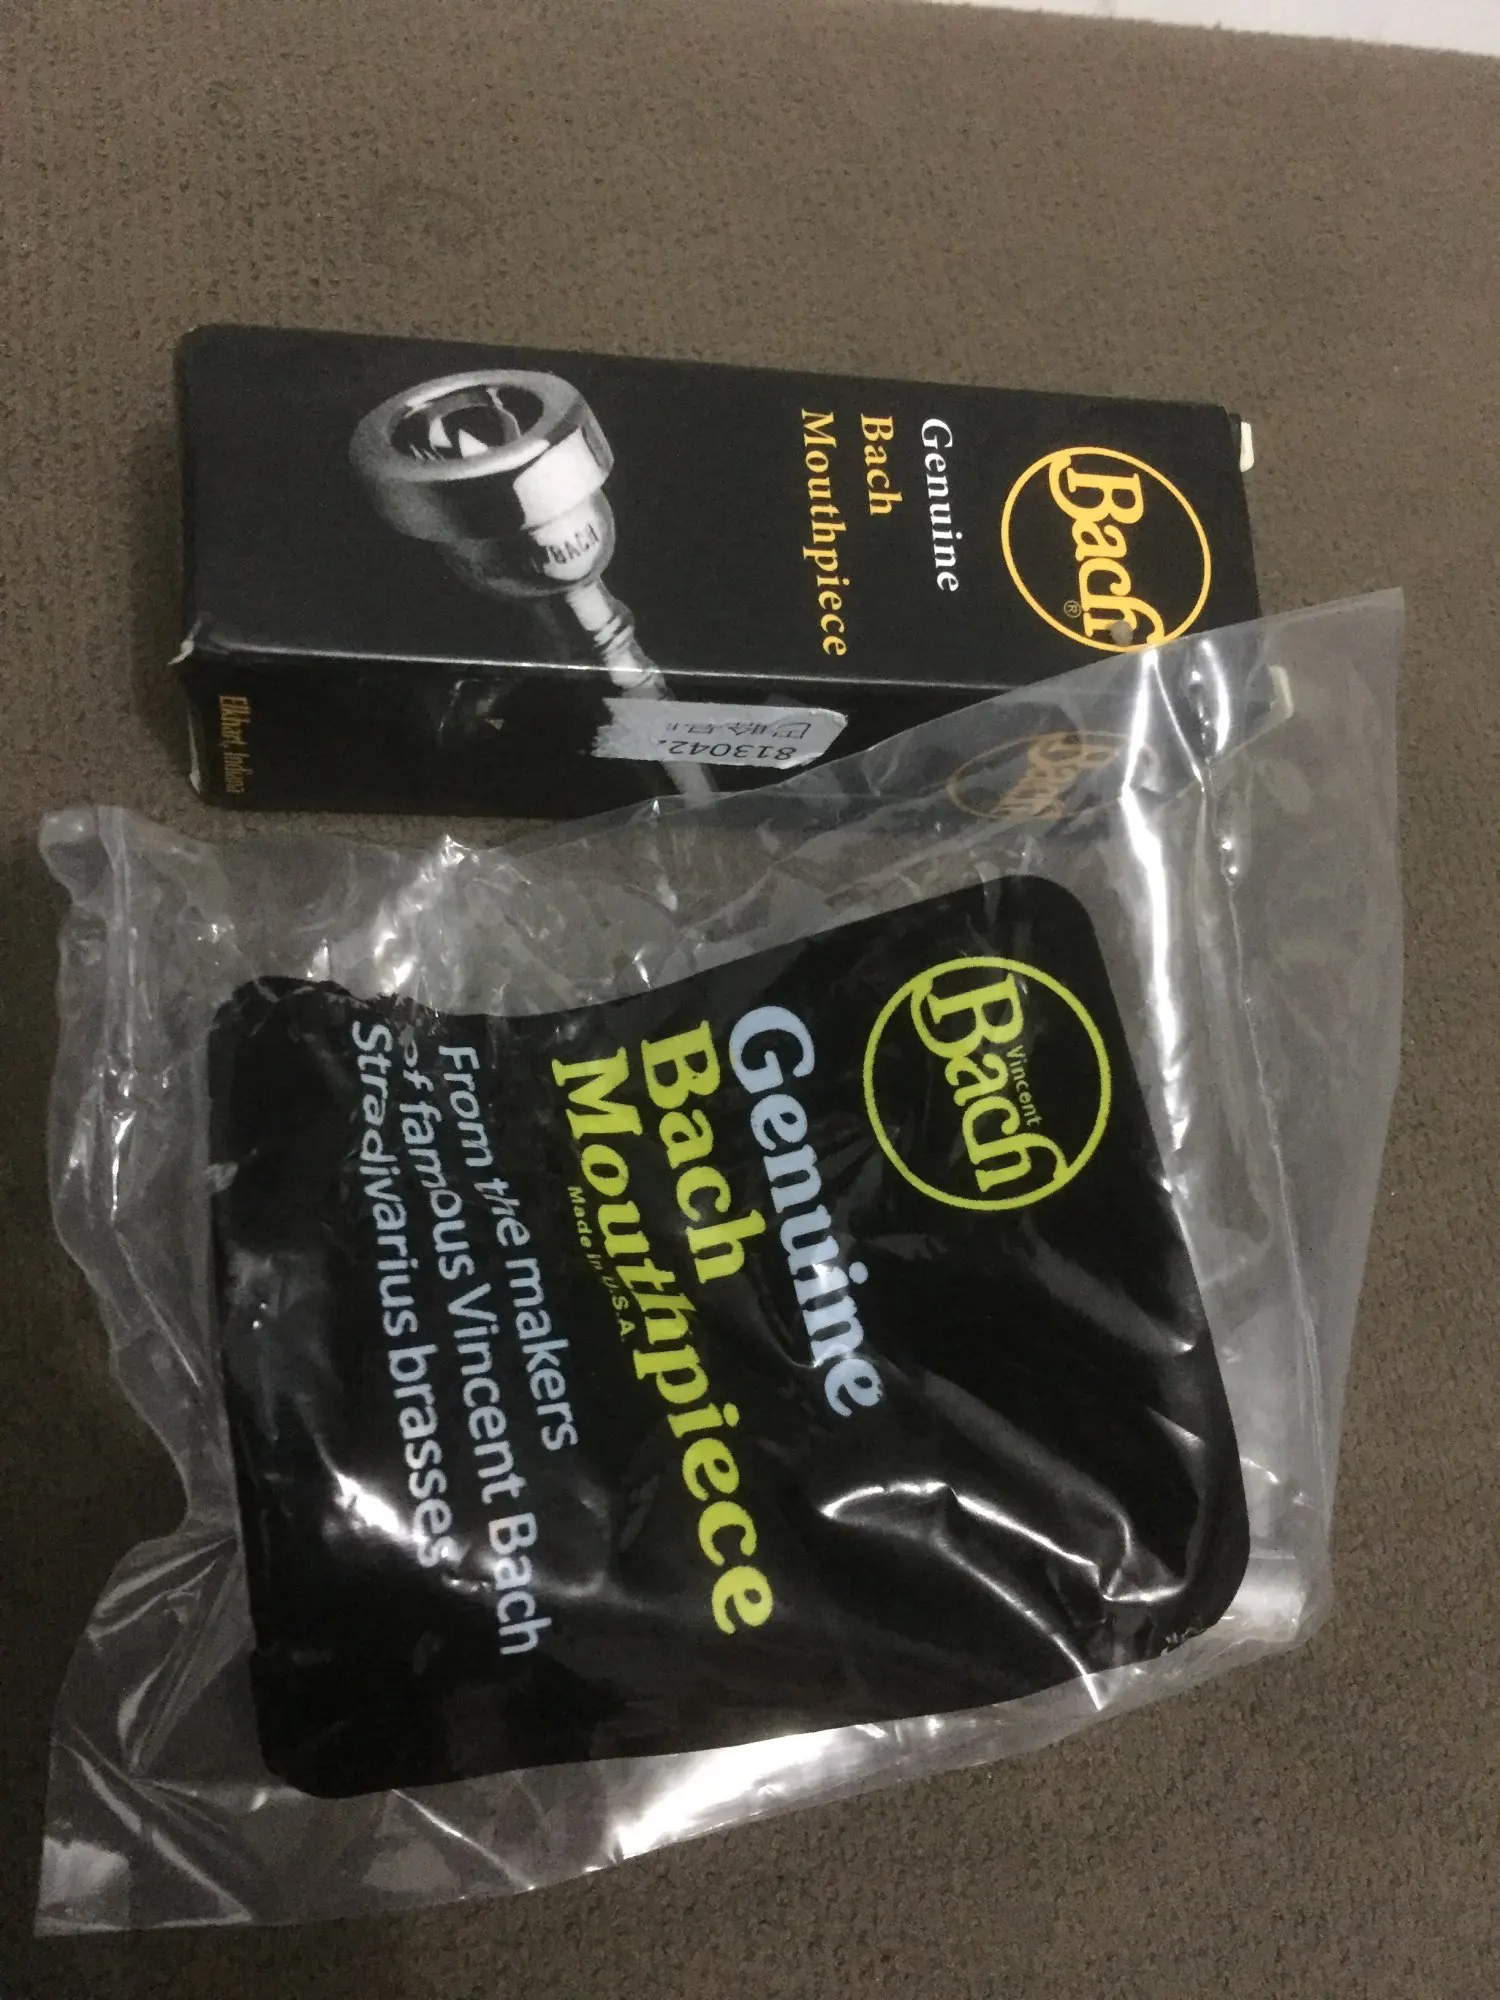 Bach
®
Genuine
Bach
Mouthpiece
BACH
Elkhart, Indiana
813042
Bach
Vincent
Bach
Genuine
Bach
Mouthpiece
Made in U.S.A.
From the makers
of famous Vincent Bach
Stradivarius brasses